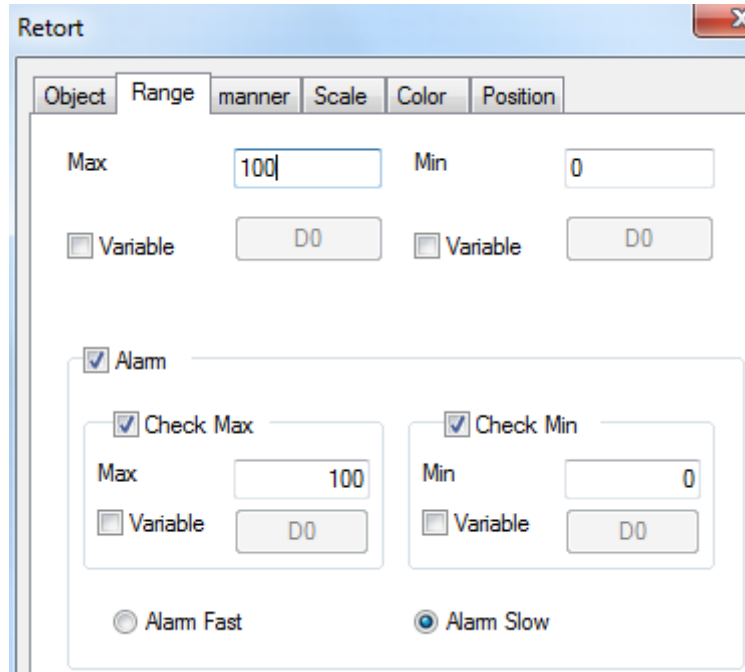 Retort
Object Range manner Scale Color Position
Max 100 Min 0
Variable D0 Variable D0
Alarm
Check Max Check Min
Max 100 Min 0
Variable D0 Variable D0
Alarm Fast Alarm Slow